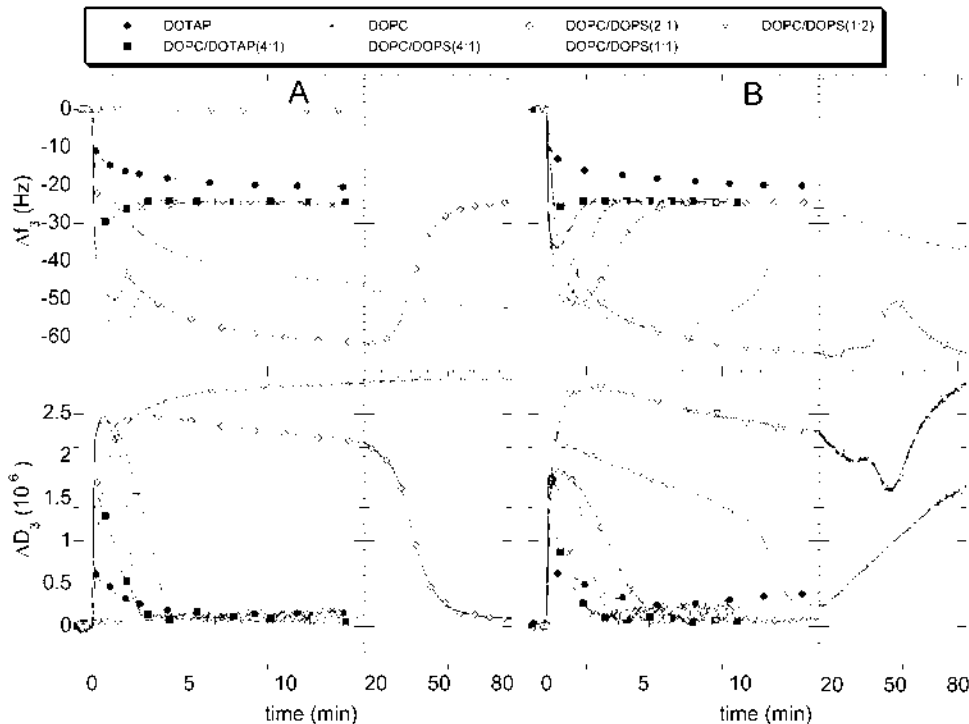 DOTAP DOPC DOPC/DOPS(2:1) DOPC/DOPS(1:2)
DOPC/DOTAP(4:1) DOPC/DOPS(4:1) DOPC/DOPS(1:1)
A B
0
-10
-20
-30
-40
-50
-60
Δf_3 (Hz)
2.5
2
1.5
1
0.5
0
ΔD_3 (10^6)
0 5 10 20 50 80 0 5 10 20 50 80
time (min) time (min)